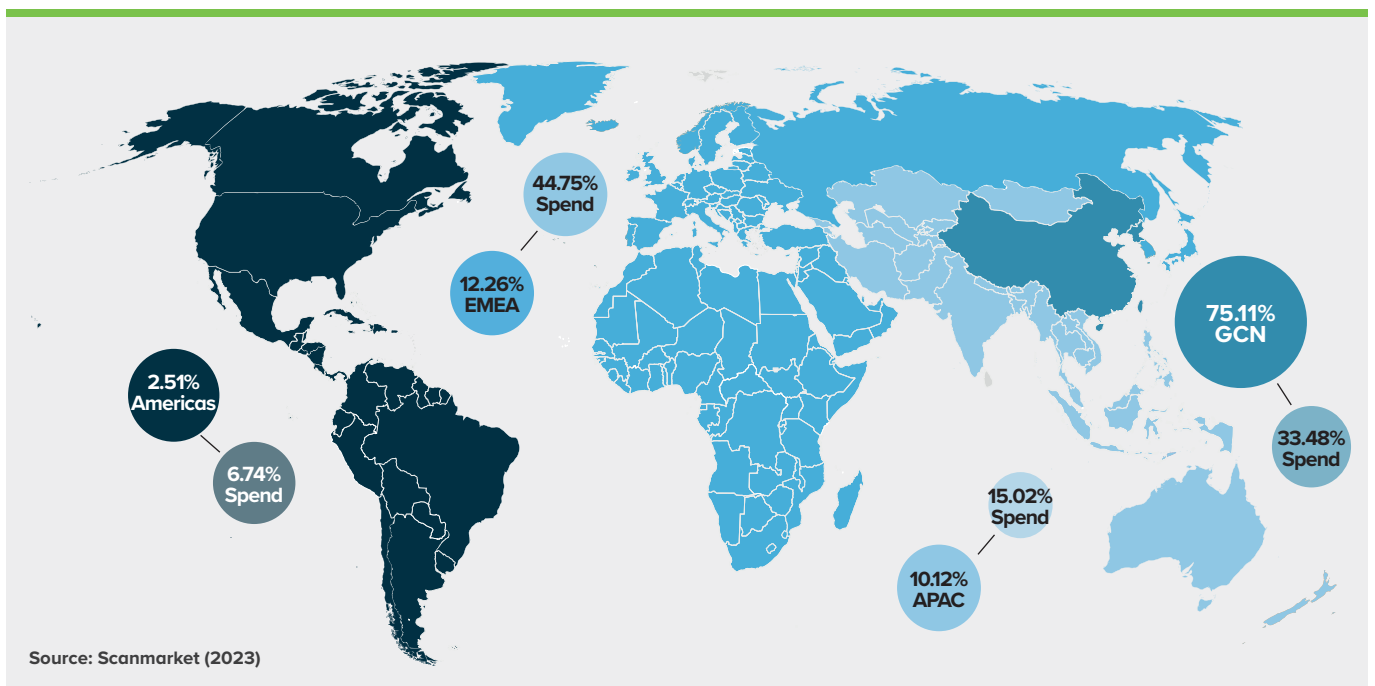 44.75%
Spend
12.26%
EMEA
75.11%
GCN
2.51%
Americas
33.48%
Spend
6.74%
Spend
15.02%
Spend
10.12%
APAC
Source: Scanmarket (2023)